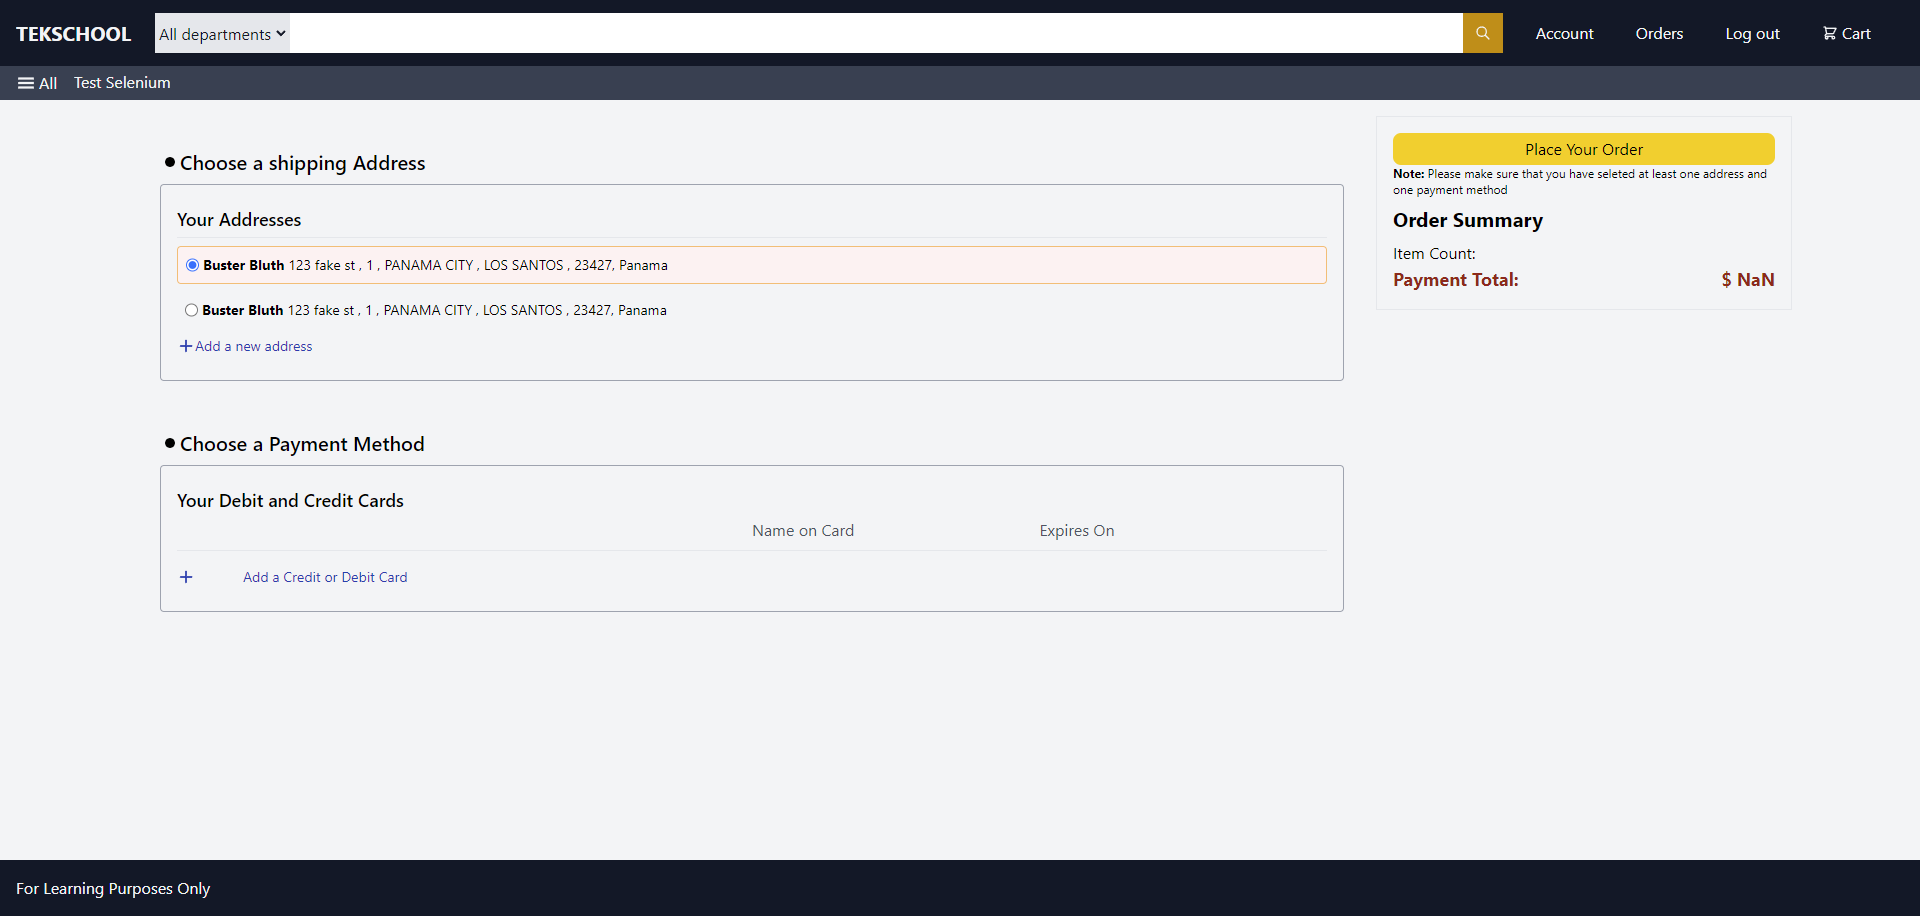 TEKSCHOOL
All departments
Account
Orders
Log out
Cart
All
Test Selenium
Choose a shipping Address
Your Addresses
Buster Bluth 123 fake st , 1 , PANAMA CITY , LOS SANTOS , 23427, Panama
Buster Bluth 123 fake st , 1 , PANAMA CITY , LOS SANTOS , 23427, Panama
Add a new address
Choose a Payment Method
Your Debit and Credit Cards
Name on Card
Expires On
Add a Credit or Debit Card
Place Your Order
Note: Please make sure that you have seleted at least one address and
one payment method
Order Summary
Item Count:
Payment Total:
$ NaN
For Learning Purposes Only